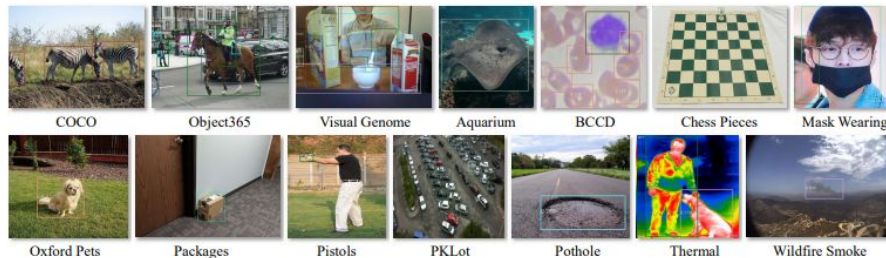 COCO
Object365
Visual Genome
Aquarium
BCCD
Chess Pieces
Mask Wearing
Oxford Pets
Packages
Pistols
PKLot
Pothole
Thermal
Wildfire Smoke